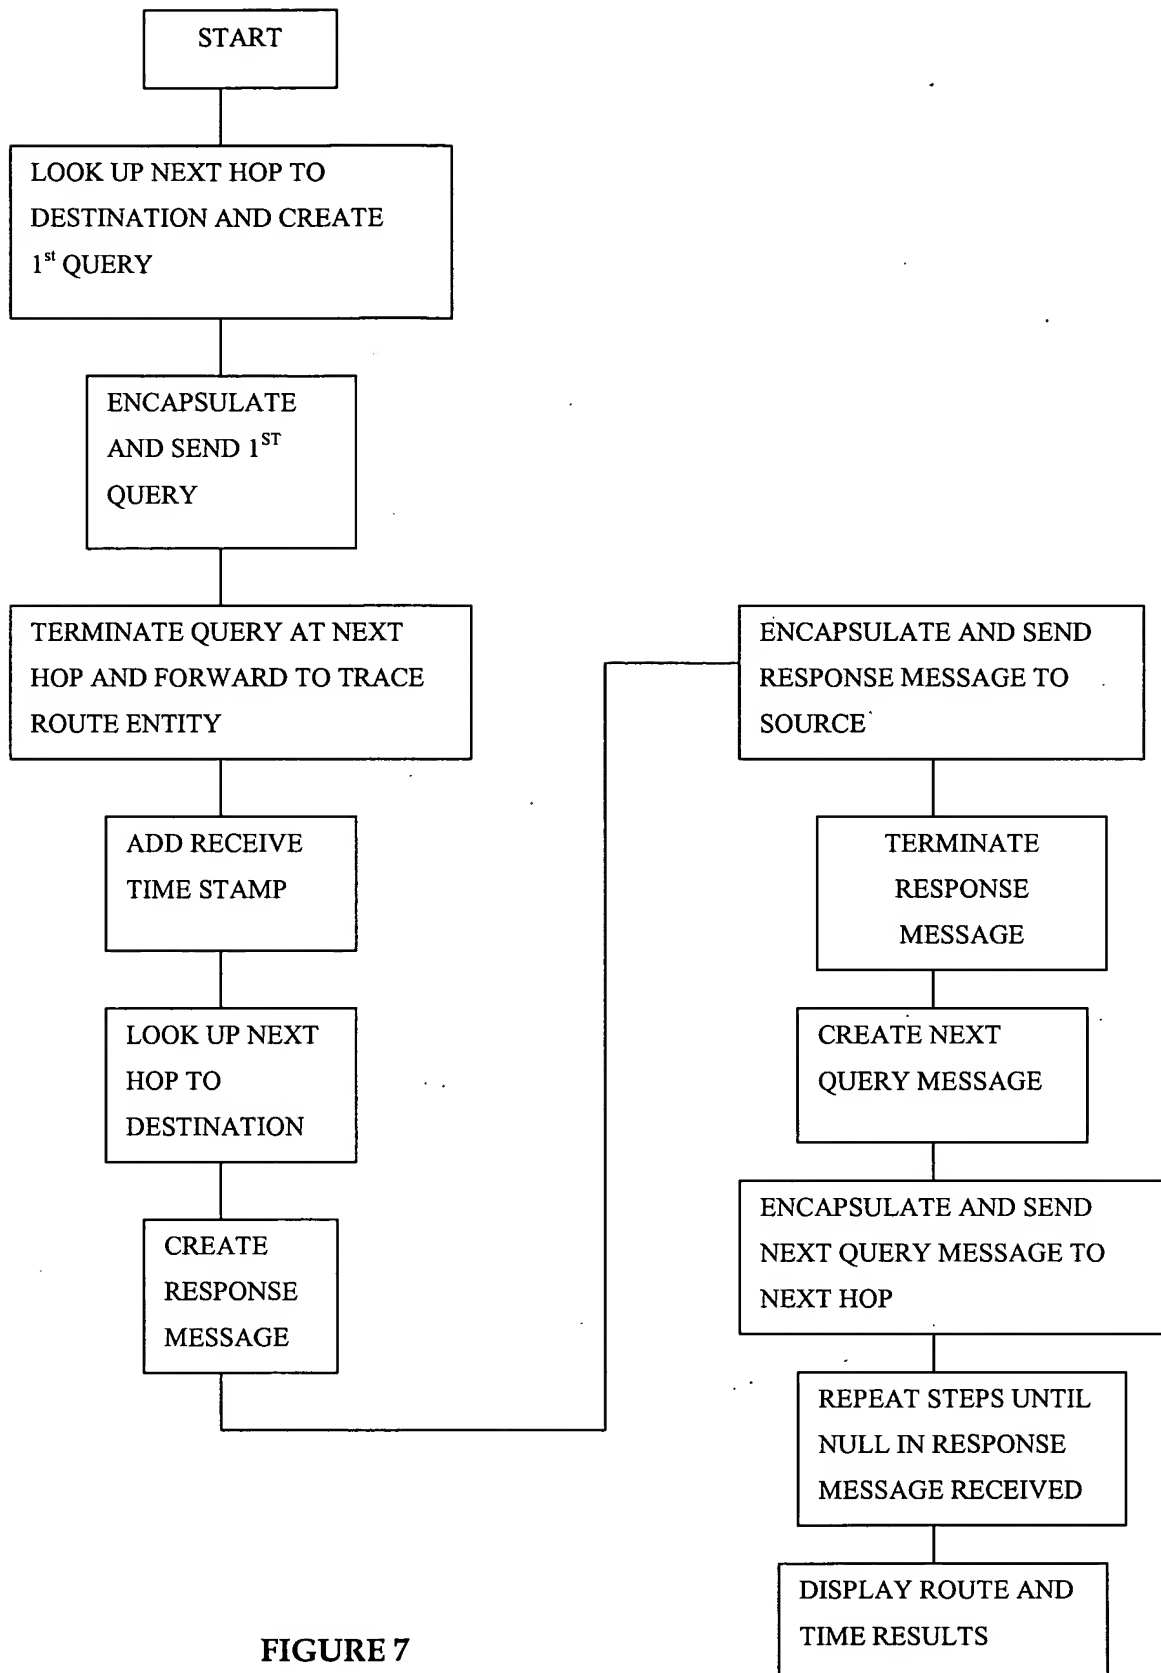 START
LOOK UP NEXT HOP TO
DESTINATION AND CREATE
1st QUERY
ENCAPSULATE
AND SEND 1ST
QUERY
TERMINATE QUERY AT NEXT
HOP AND FORWARD TO TRACE
ROUTE ENTITY
ADD RECEIVE
TIME STAMP
LOOK UP NEXT
HOP TO
DESTINATION
CREATE
RESPONSE
MESSAGE
ENCAPSULATE AND SEND
RESPONSE MESSAGE TO
SOURCE
TERMINATE
RESPONSE
MESSAGE
CREATE NEXT
QUERY MESSAGE
ENCAPSULATE AND SEND
NEXT QUERY MESSAGE TO
NEXT HOP
REPEAT STEPS UNTIL
NULL IN RESPONSE
MESSAGE RECEIVED
DISPLAY ROUTE AND
TIME RESULTS
FIGURE 7